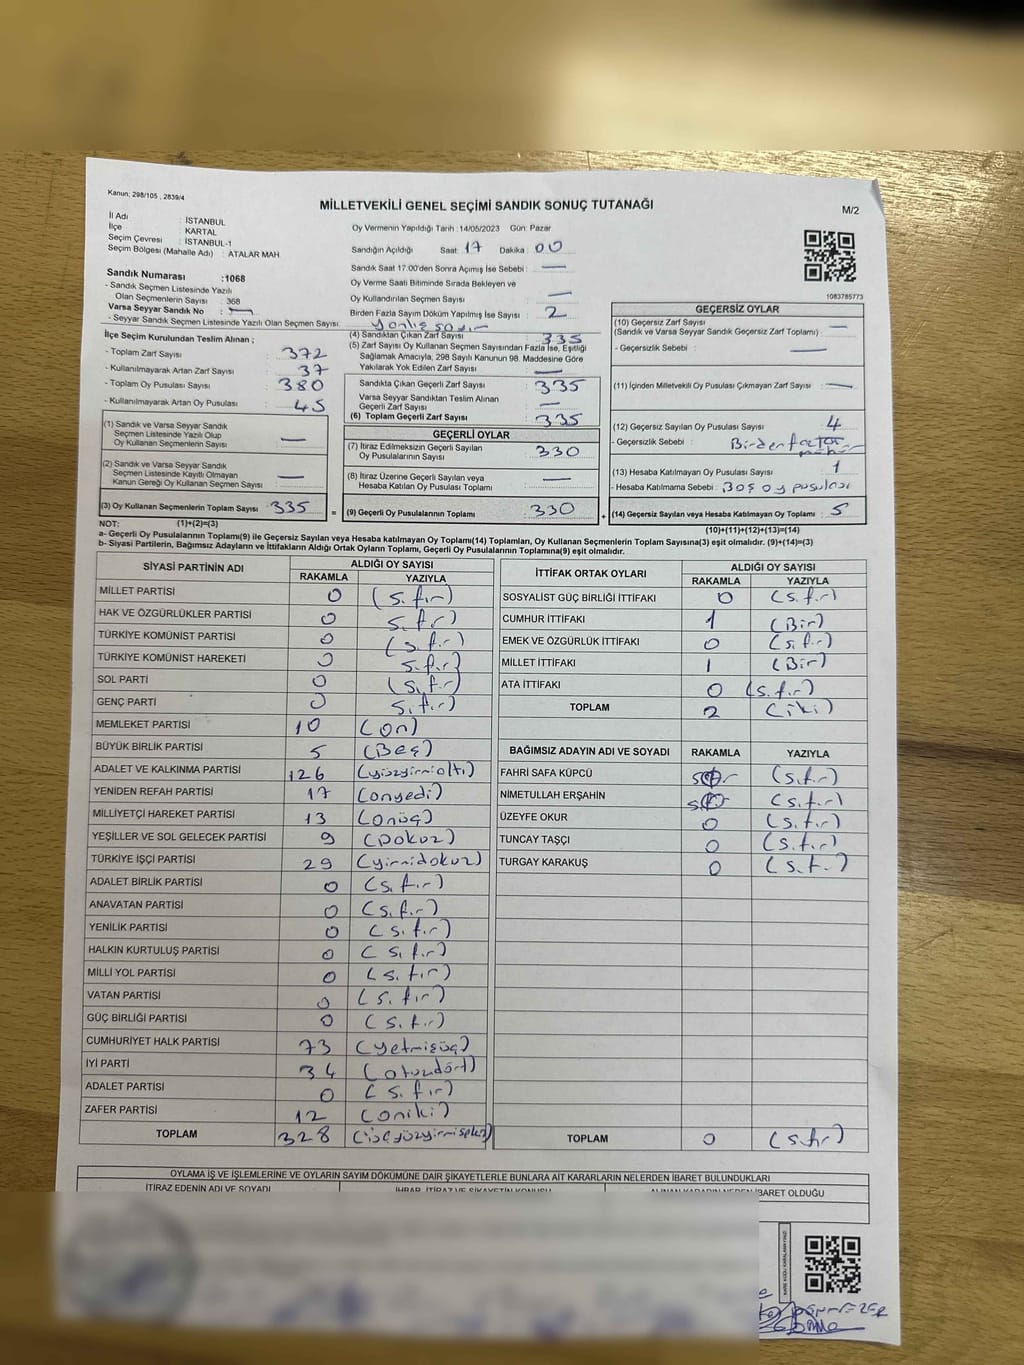 Kanun; 298/105 , 2839/4
MİLLETVEKİLİ GENEL SEÇİMİ SANDIK SONUÇ TUTANAĞI
M/2
İl Adı : İSTANBUL
İlçe : KARTAL
Seçim Çevresi : İSTANBUL-1
Seçim Bölgesi (Mahalle Adı) : ATALAR MAH.
Sandık Numarası :1068
- Sandık Seçmen Listesinde Yazılı
Olan Seçmenlerin Sayısı : 368
Varsa Seyyar Sandık No : —
- Seyyar Sandık Seçmen Listesinde Yazılı Olan Seçmen Sayısı
İlçe Seçim Kurulundan Teslim Alınan ;
- Toplam Zarf Sayısı : 372
- Kullanılmayarak Artan Zarf Sayısı : 37
- Toplam Oy Pusulası Sayısı : 380
- Kullanılmayarak Artan Oy Pusulası : 45
(1) Sandık ve Varsa Seyyar Sandık
Seçmen Listesinde Yazılı Olup
Oy Kullanan Seçmenlerin Sayısı : —
(2) Sandık ve Varsa Seyyar Sandık
Seçmen Listesinde Kayıtlı Olmayan
Kanun Gereği Oy Kullanan Seçmen Sayısı : —
(3) Oy Kullanan Seçmenlerin Toplam Sayısı : 335
Oy Vermenin Yapıldığı Tarih :14/05/2023 Gün: Pazar
Sandığın Açıldığı Saat: 17 Dakika : 00
Sandık Saat 17:00'den Sonra Açımış İse Sebebi : —
Oy Verme Saati Bitiminde Sırada Bekleyen ve
Oy Kullandırılan Seçmen Sayısı : —
Birden Fazla Sayım Döküm Yapılmış İse Sayısı : 2
yanlış sayım
(4) Sandıktan Çıkan Zarf Sayısı : 335
(5) Zarf Sayısı Oy Kullanan Seçmen Sayısından Fazla İse, Eşitliği
Sağlamak Amacıyla, 298 Sayılı Kanunun 98. Maddesine Göre
Yakılarak Yok Edilen Zarf Sayısı : —
Sandıkta Çıkan Geçerli Zarf Sayısı : 335
Varsa Seyyar Sandıktan Teslim Alınan
Geçerli Zarf Sayısı : —
(6) Toplam Geçerli Zarf Sayısı : 335
GEÇERLİ OYLAR
(7) İtiraz Edilmeksizin Geçerli Sayılan
Oy Pusulalarının Sayısı : 330
(8) İtiraz Üzerine Geçerli Sayılan veya
Hesaba Katılan Oy Pusulası Toplamı : —
= (9) Geçerli Oy Pusulalarının Toplamı : 330 +
1083785773
GEÇERSİZ OYLAR
(10) Geçersiz Zarf Sayısı
(Sandık ve Varsa Seyyar Sandık Geçersiz Zarf Toplamı) : —
- Geçersizlik Sebebi : —
(11) İçinden Milletvekili Oy Pusulası Çıkmayan Zarf Sayısı : —
(12) Geçersiz Sayılan Oy Pusulası Sayısı : 4
- Geçersizlik Sebebi : Birden fazla
mühür
(13) Hesaba Katılmayan Oy Pusulası Sayısı : 1
- Hesaba Katılmama Sebebi : Boş oy pusulası
(14) Geçersiz Sayılan veya Hesaba Katılmayan Oy Toplamı : 5
NOT: (1)+(2)=(3)
(10)+(11)+(12)+(13)=(14)
a- Geçerli Oy Pusulalarının Toplamı(9) ile Geçersiz Sayılan veya Hesaba katılmayan Oy Toplamı(14) Toplamları, Oy Kullanan Seçmenlerin Toplam Sayısına(3) eşit olmalıdır. (9)+(14)=(3)
b- Siyasi Partilerin, Bağımsız Adayların ve İttifakların Aldığı Ortak Oyların Toplamı, Geçerli Oy Pusulalarının Toplamına(9) eşit olmalıdır.
SİYASİ PARTİNİN ADI ALDIĞI OY SAYISI
RAKAMLA YAZIYLA
MİLLET PARTİSİ 0 (sıfır)
HAK VE ÖZGÜRLÜKLER PARTİSİ 0 sıfır)
TÜRKİYE KOMÜNİST PARTİSİ 0 (sıfır)
TÜRKİYE KOMÜNİST HAREKETİ 0 sıfır)
SOL PARTİ 0 (sıfır)
GENÇ PARTİ 0 sıfır)
MEMLEKET PARTİSİ 10 (on)
BÜYÜK BİRLİK PARTİSİ 5 (Beş)
ADALET VE KALKINMA PARTİSİ 126 (yüzyirmialtı)
YENİDEN REFAH PARTİSİ 17 (onyedi)
MİLLİYETÇİ HAREKET PARTİSİ 13 (onüç)
YEŞİLLER VE SOL GELECEK PARTİSİ 9 (Dokuz)
TÜRKİYE İŞÇİ PARTİSİ 29 (yirmidokuz)
ADALET BİRLİK PARTİSİ 0 (sıfır)
ANAVATAN PARTİSİ 0 (sıfır)
YENİLİK PARTİSİ 0 (sıfır)
HALKIN KURTULUŞ PARTİSİ 0 (sıfır)
MİLLİ YOL PARTİSİ 0 (sıfır)
VATAN PARTİSİ 0 (sıfır)
GÜÇ BİRLİĞİ PARTİSİ 0 (sıfır)
CUMHURİYET HALK PARTİSİ 73 (yetmişüç)
İYİ PARTİ 34 (otuzdört)
ADALET PARTİSİ 0 (sıfır)
ZAFER PARTİSİ 12 (oniki)
TOPLAM 328 (üçyüzyirmisekiz)
İTTİFAK ORTAK OYLARI ALDIĞI OY SAYISI
RAKAMLA YAZIYLA
SOSYALİST GÜÇ BİRLİĞİ İTTİFAKI 0 (sıfır)
CUMHUR İTTİFAKI 1 (Bir)
EMEK VE ÖZGÜRLÜK İTTİFAKI 0 (sıfır)
MİLLET İTTİFAKI 1 (Bir)
ATA İTTİFAKI 0 (sıfır)
TOPLAM 2 (iki)
BAĞIMSIZ ADAYIN ADI VE SOYADI RAKAMLA YAZIYLA
FAHRİ SAFA KÜPCÜ 0 (sıfır)
NİMETULLAH ERŞAHİN 0 (sıfır)
ÜZEYFE OKUR 0 (sıfır)
TUNCAY TAŞÇI 0 (sıfır)
TURGAY KARAKUŞ 0 (sıfır)
TOPLAM 0 (sıfır)
OYLAMA İŞ VE İŞLEMLERİNE VE OYLARIN SAYIM DÖKÜMÜNE DAİR ŞİKAYETLERLE BUNLARA AİT KARARLARIN NELERDEN İBARET BULUNDUKLARI
İTİRAZ EDENİN ADI VE SOYADI İHBAR, İTİRAZ VE ŞİKAYETİN KONUSU ALINAN KARARIN NEDEN İBARET OLDUĞU